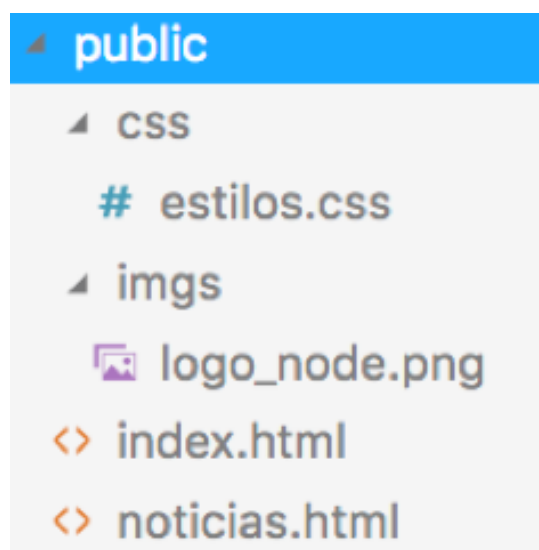 public
css
# estilos.css
imgs
logo_node.png
<> index.html
<> noticias.html